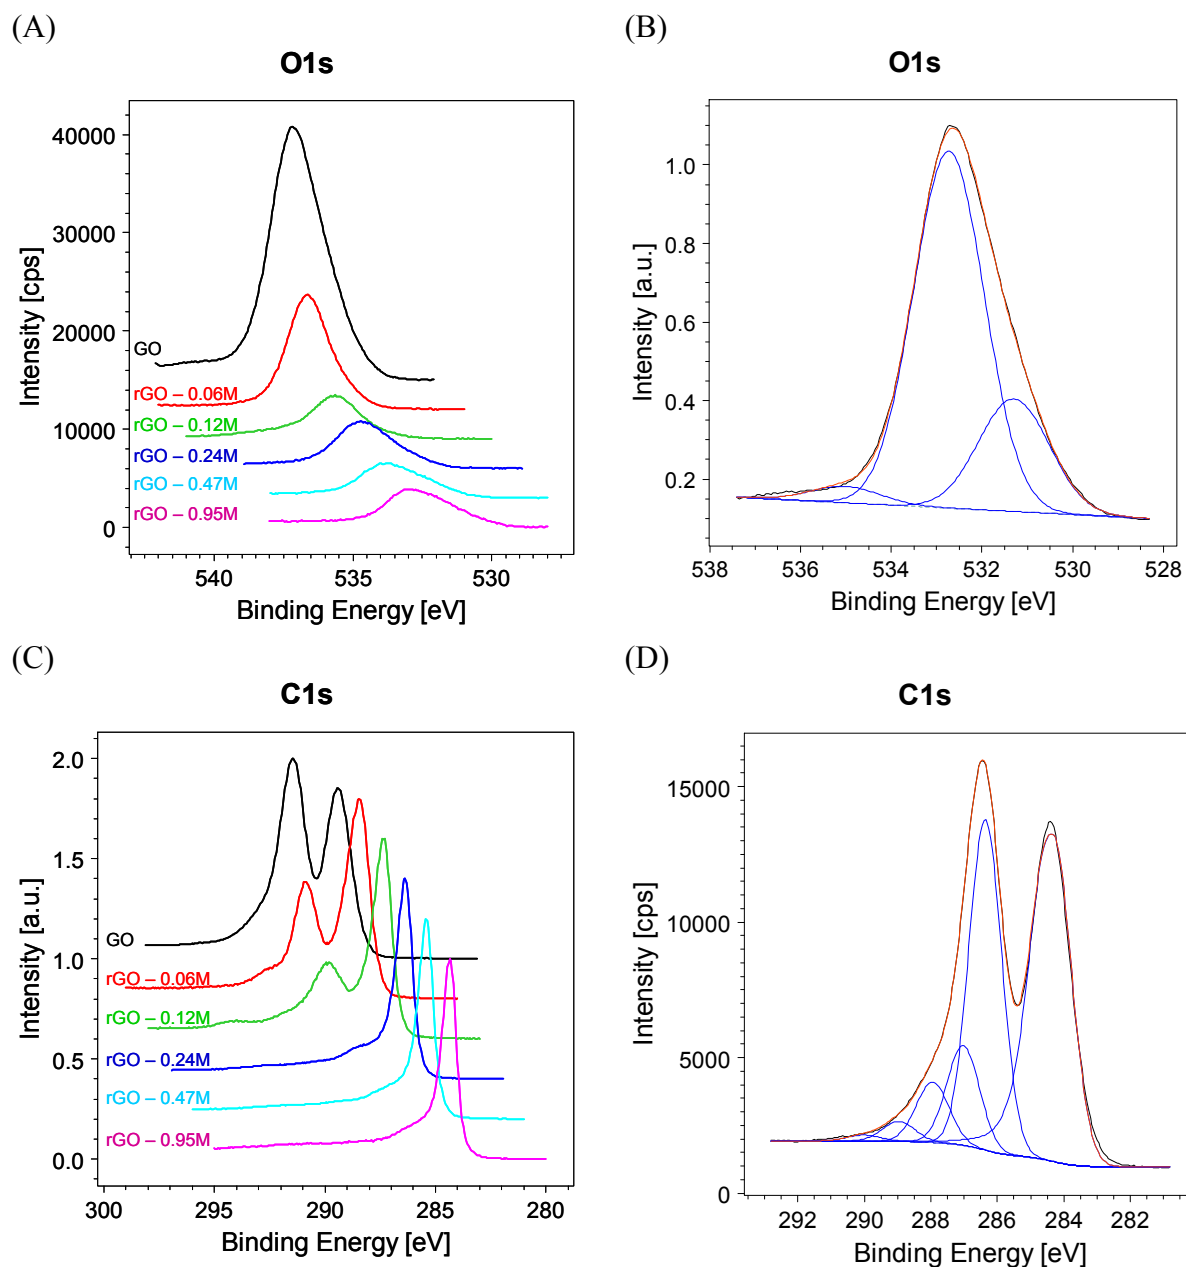 (A)
O1s
Intensity [cps]
40000
30000
20000
10000
0
GO
rGO – 0.06M
rGO – 0.12M
rGO – 0.24M
rGO – 0.47M
rGO – 0.95M
540 535 530
Binding Energy [eV]
(B)
O1s
Intensity [a.u.]
1.0
0.8
0.6
0.4
0.2
538 536 534 532 530 528
Binding Energy [eV]
(C)
C1s
Intensity [a.u.]
2.0
1.5
1.0
0.5
0.0
GO
rGO – 0.06M
rGO – 0.12M
rGO – 0.24M
rGO – 0.47M
rGO – 0.95M
300 295 290 285 280
Binding Energy [eV]
(D)
C1s
Intensity [cps]
15000
10000
5000
0
292 290 288 286 284 282
Binding Energy [eV]